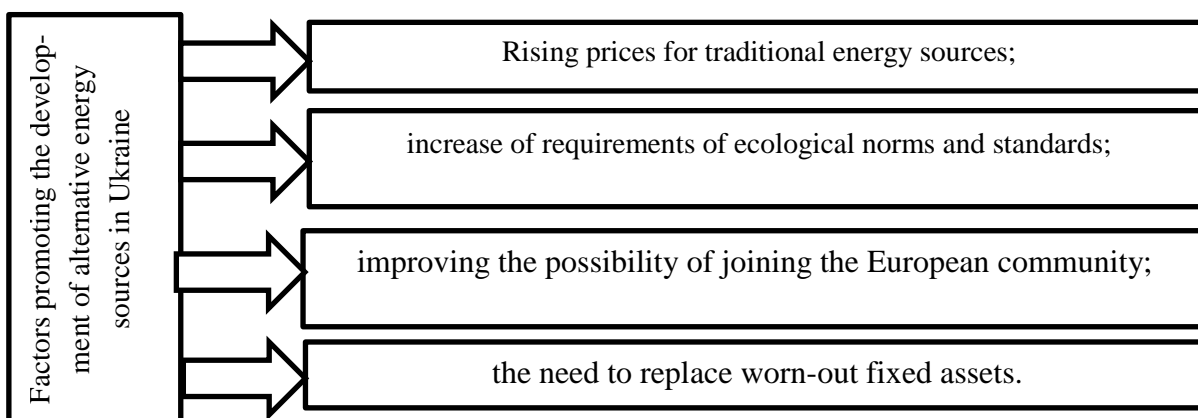 Factors promoting the develop-
ment of alternative energy
sources in Ukraine
Rising prices for traditional energy sources;
increase of requirements of ecological norms and standards;
improving the possibility of joining the European community;
the need to replace worn-out fixed assets.